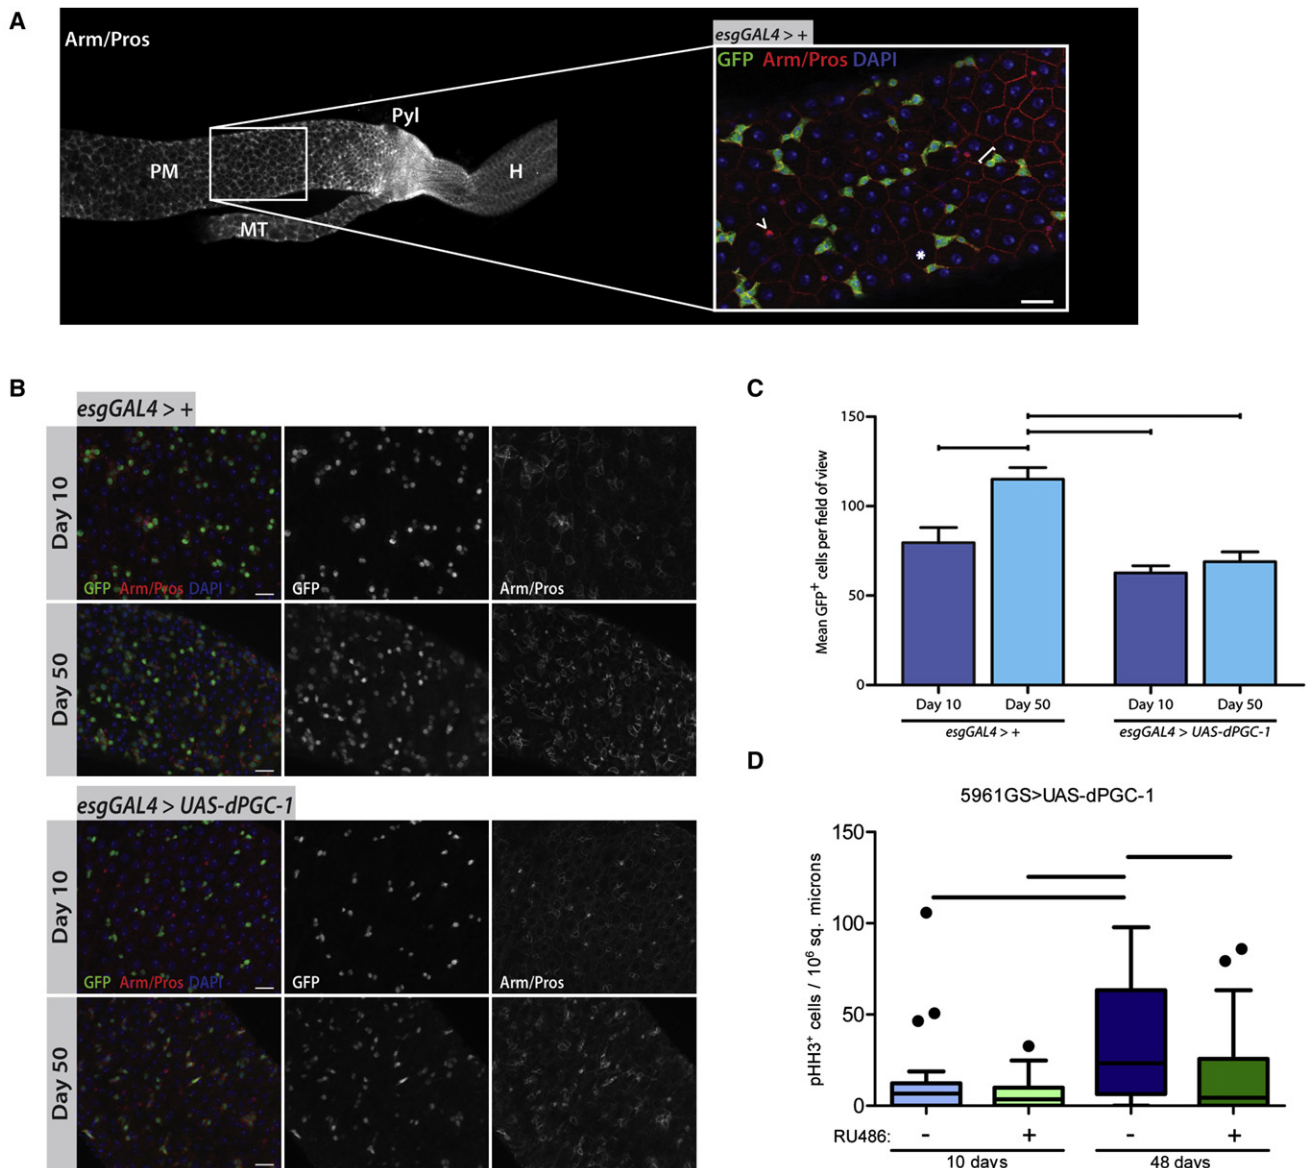 A
Arm/Pros
Pyl
PM
H
MT
esgGAL4 > +
GFP Arm/Pros DAPI
>
*
B
esgGAL4 > +
Day 10
GFP Arm/Pros DAPI
GFP
Arm/Pros
Day 50
esgGAL4 > UAS-dPGC-1
Day 10
GFP Arm/Pros DAPI
GFP
Arm/Pros
Day 50
C
Mean GFP+ cells per field of view
150
100
50
0
Day 10 Day 50 Day 10 Day 50
esgGAL4 > + esgGAL4 > UAS-dPGC-1
D
5961GS>UAS-dPGC-1
pHH3+ cells / 10⁶ sq. microns
150
100
50
0
RU486: - + - +
10 days 48 days